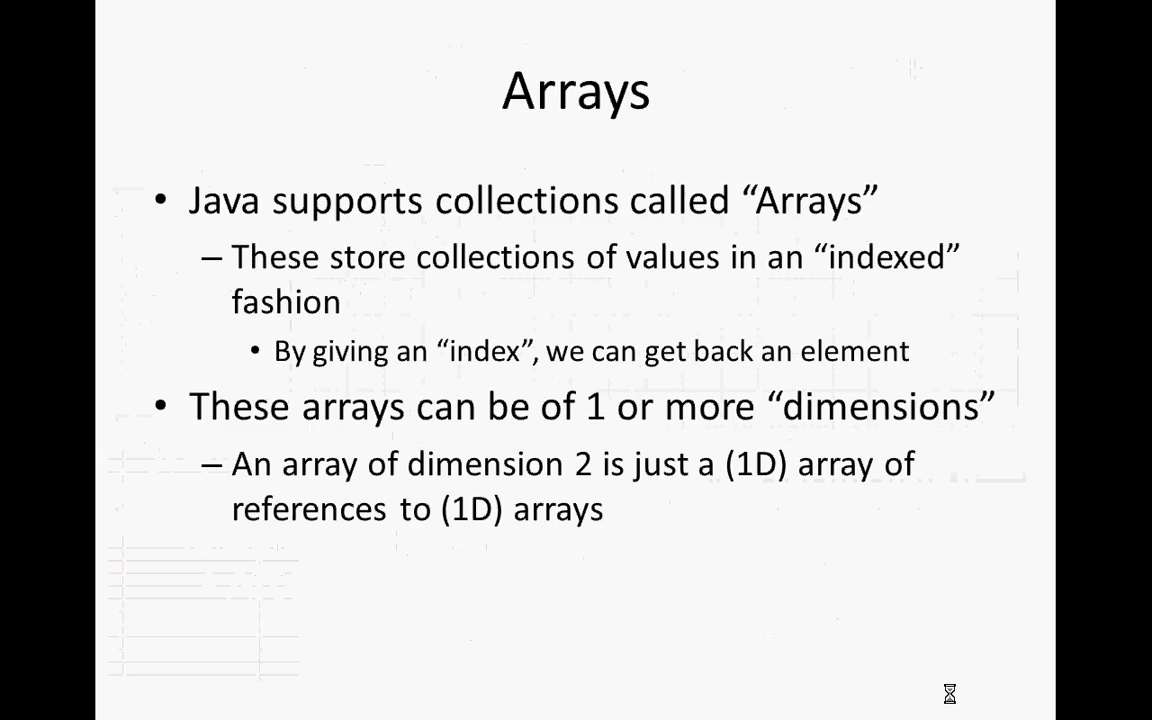 Arrays
• Java supports collections called “Arrays”
– These store collections of values in an “indexed”
fashion
• By giving an “index”, we can get back an element
• These arrays can be of 1 or more “dimensions”
– An array of dimension 2 is just a (1D) array of
references to (1D) arrays